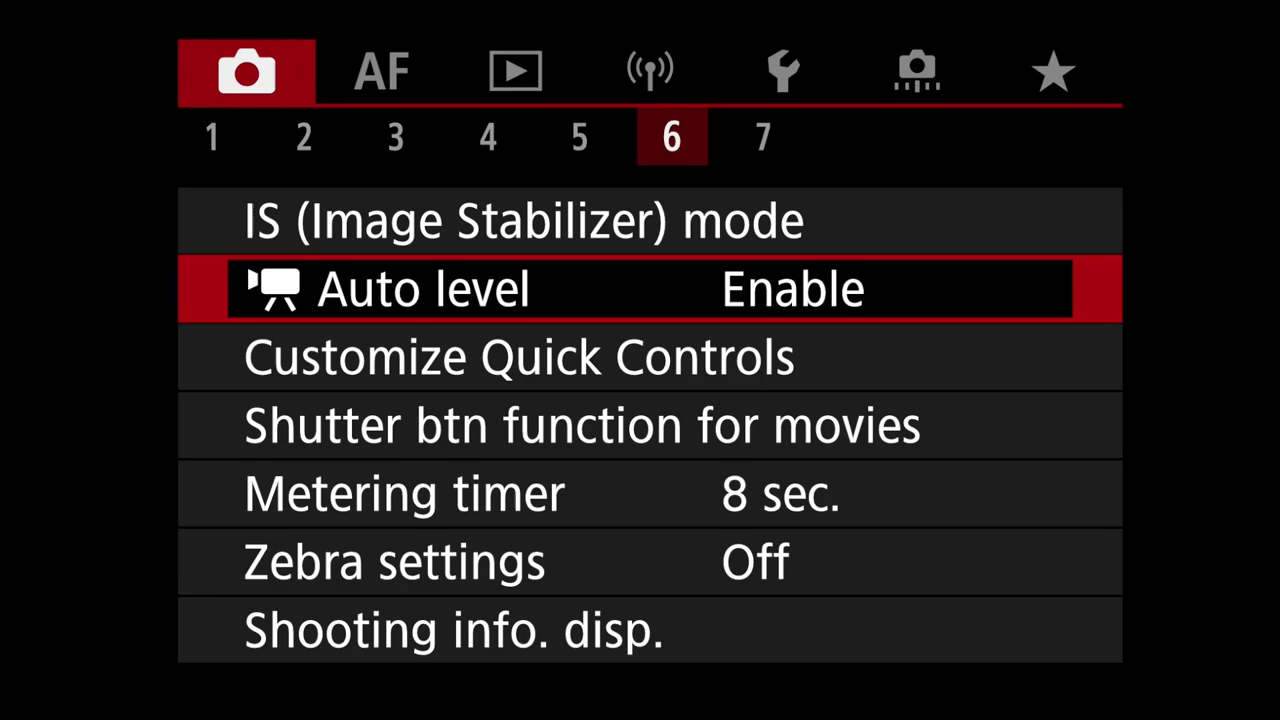 AF
1 2 3 4 5 6 7
IS (Image Stabilizer) mode
Auto level Enable
Customize Quick Controls
Shutter btn function for movies
Metering timer 8 sec.
Zebra settings Off
Shooting info. disp.